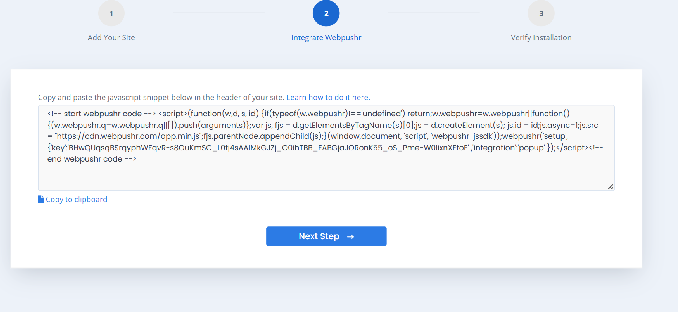 1
2
3
Add Your Site
Integrate Webpushr
Verify Installation
Copy and paste the javascript snippet below in the header of your site. Learn how to do it here.
<!-- start webpushr code --> <script>(function(w,d, s, id) {if(typeof(w.webpushr)!=='undefined') return;w.webpushr=w.webpushr||function()
{(w.webpushr.q=w.webpushr.q||[]).push(arguments)};var js, fjs = d.getElementsByTagName(s)[0];js = d.createElement(s); js.id = id;js.async=1;js.src
= "https://cdn.webpushr.com/app.min.js";fjs.parentNode.appendChild(js);}(window,document, 'script', 'webpushr-jssdk'));webpushr('setup',
,'integration':'popup' });</script><!--
end webpushr code -->
Copy to clipboard
Next Step →